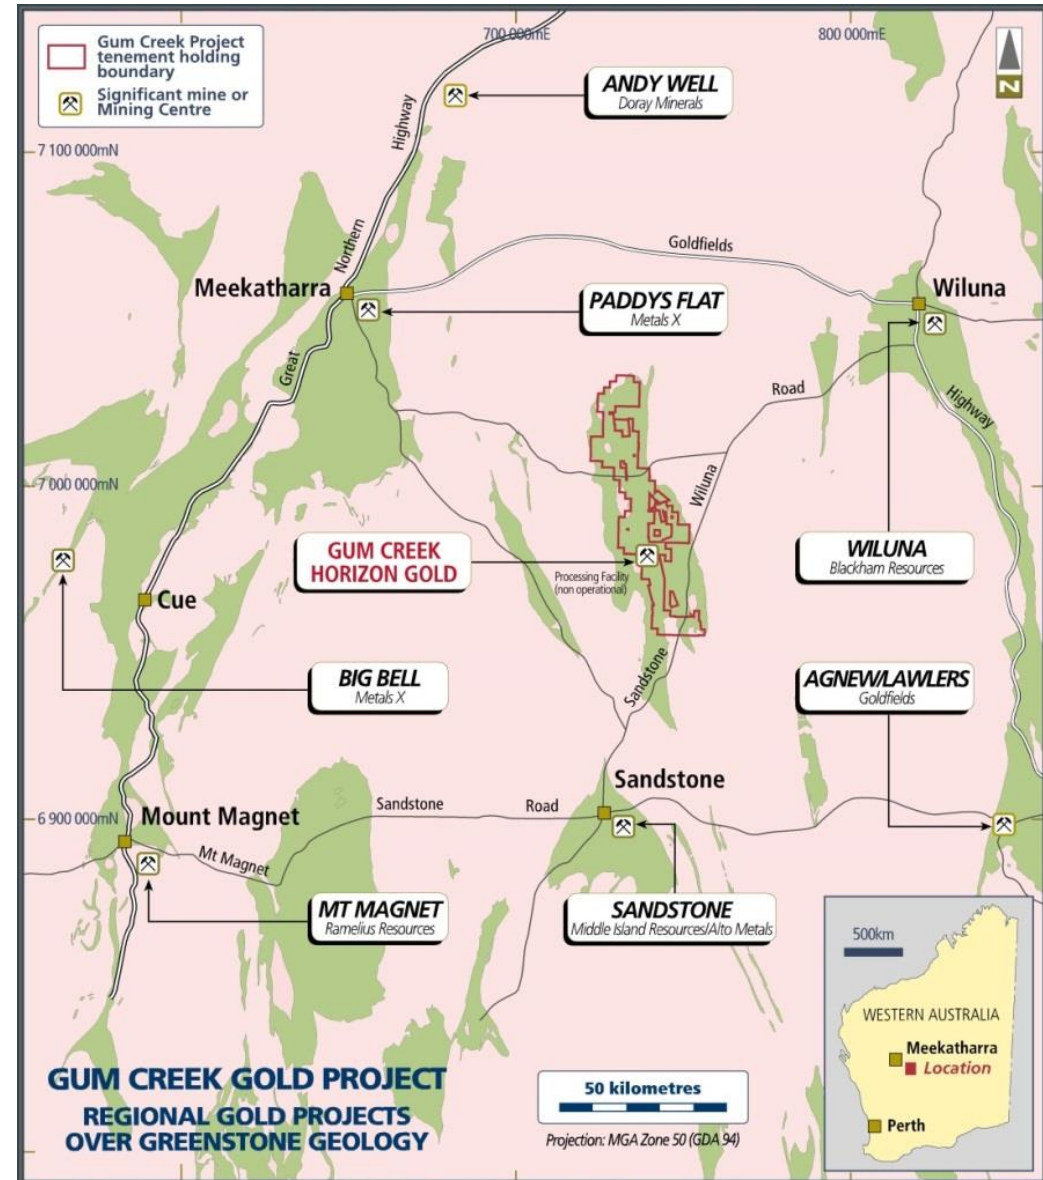 700 000mE
800 000mE
Gum Creek Project
tenement holding
boundary
Significant mine or
Mining Centre
N
ANDY WELL
Doray Minerals
Highway
7 100 000mN
Northern
Goldfields
Meekatharra
Wiluna
PADDYS FLAT
Metals X
Great
Road
Highway
Wiluna
7 000 000mN
GUM CREEK
HORIZON GOLD
Processing Facility
(non operational)
WILUNA
Blackham Resources
Cue
BIG BELL
Metals X
Sandstone
AGNEW/LAWLERS
Goldfields
Sandstone
Mount Magnet
Sandstone
Road
6 900 000mN
Mt Magnet
MT MAGNET
Ramelius Resources
SANDSTONE
Middle Island Resources/Alto Metals
500km
WESTERN AUSTRALIA
Meekatharra
Location
Perth
GUM CREEK GOLD PROJECT
REGIONAL GOLD PROJECTS
OVER GREENSTONE GEOLOGY
50 kilometres
Projection: MGA Zone 50 (GDA 94)